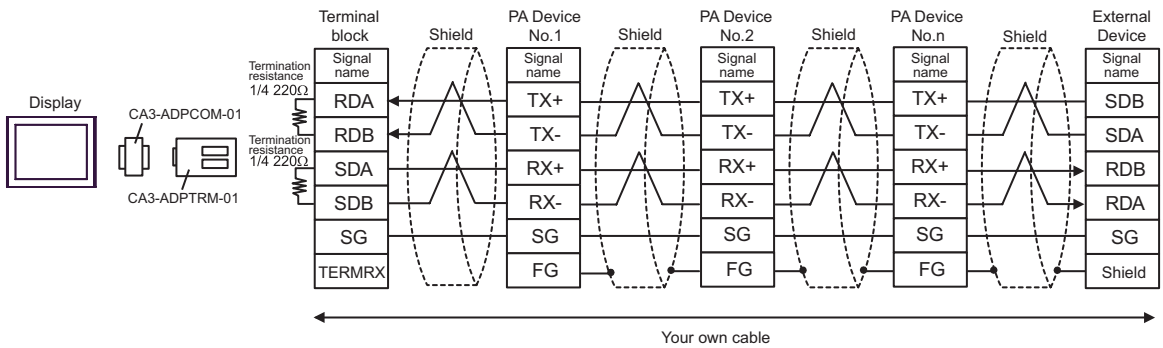 Display
CA3-ADPCOM-01
CA3-ADPTRM-01
Termination
resistance
1/4 220Ω
Termination
resistance
1/4 220Ω
Terminal
block
Signal
name
RDA
RDB
SDA
SDB
SG
TERMRX
Shield
PA Device
No.1
Signal
name
TX+
TX-
RX+
RX-
SG
FG
Shield
PA Device
No.2
Signal
name
TX+
TX-
RX+
RX-
SG
FG
Shield
PA Device
No.n
Signal
name
TX+
TX-
RX+
RX-
SG
FG
Shield
External
Device
Signal
name
SDB
SDA
RDB
RDA
SG
Shield
Your own cable